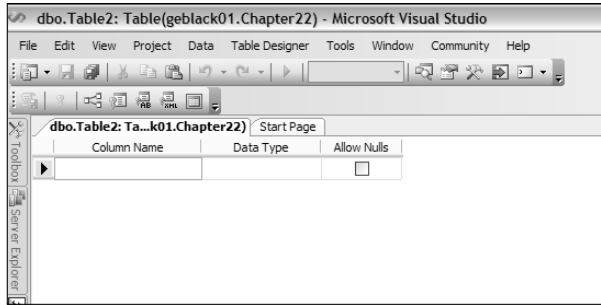 dbo.Table2: Table(geblack01.Chapter22) - Microsoft Visual Studio
File Edit View Project Data Table Designer Tools Window Community Help
dbo.Table2: Ta...k01.Chapter22) Start Page
Column Name Data Type Allow Nulls
Toolbox
Server Explorer